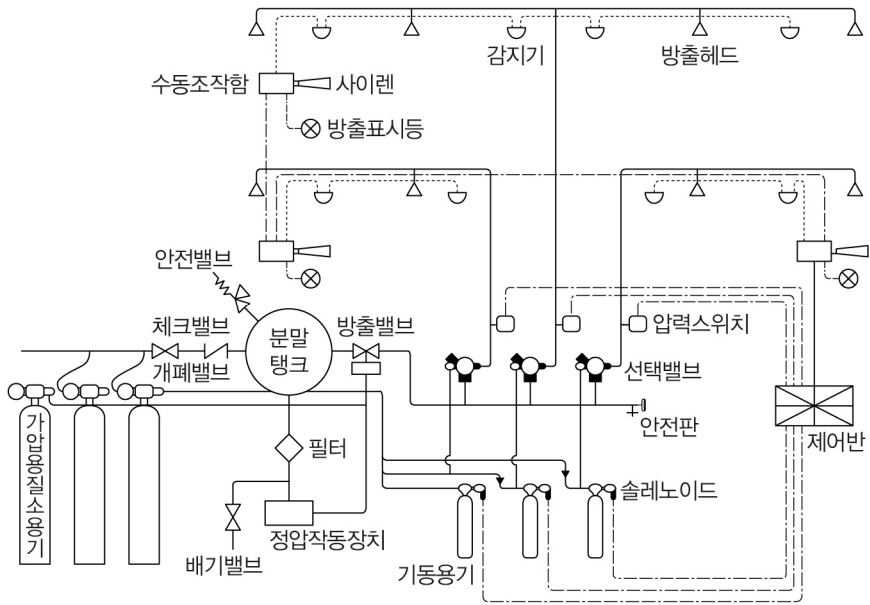 감지기
방출헤드
수동조작함
사이렌
방출표시등
안전밸브
체크밸브
개폐밸브
분말
탱크
방출밸브
압력스위치
선택밸브
안전판
제어반
가압용질소용기
필터
정압작동장치
배기밸브
솔레노이드
기동용기